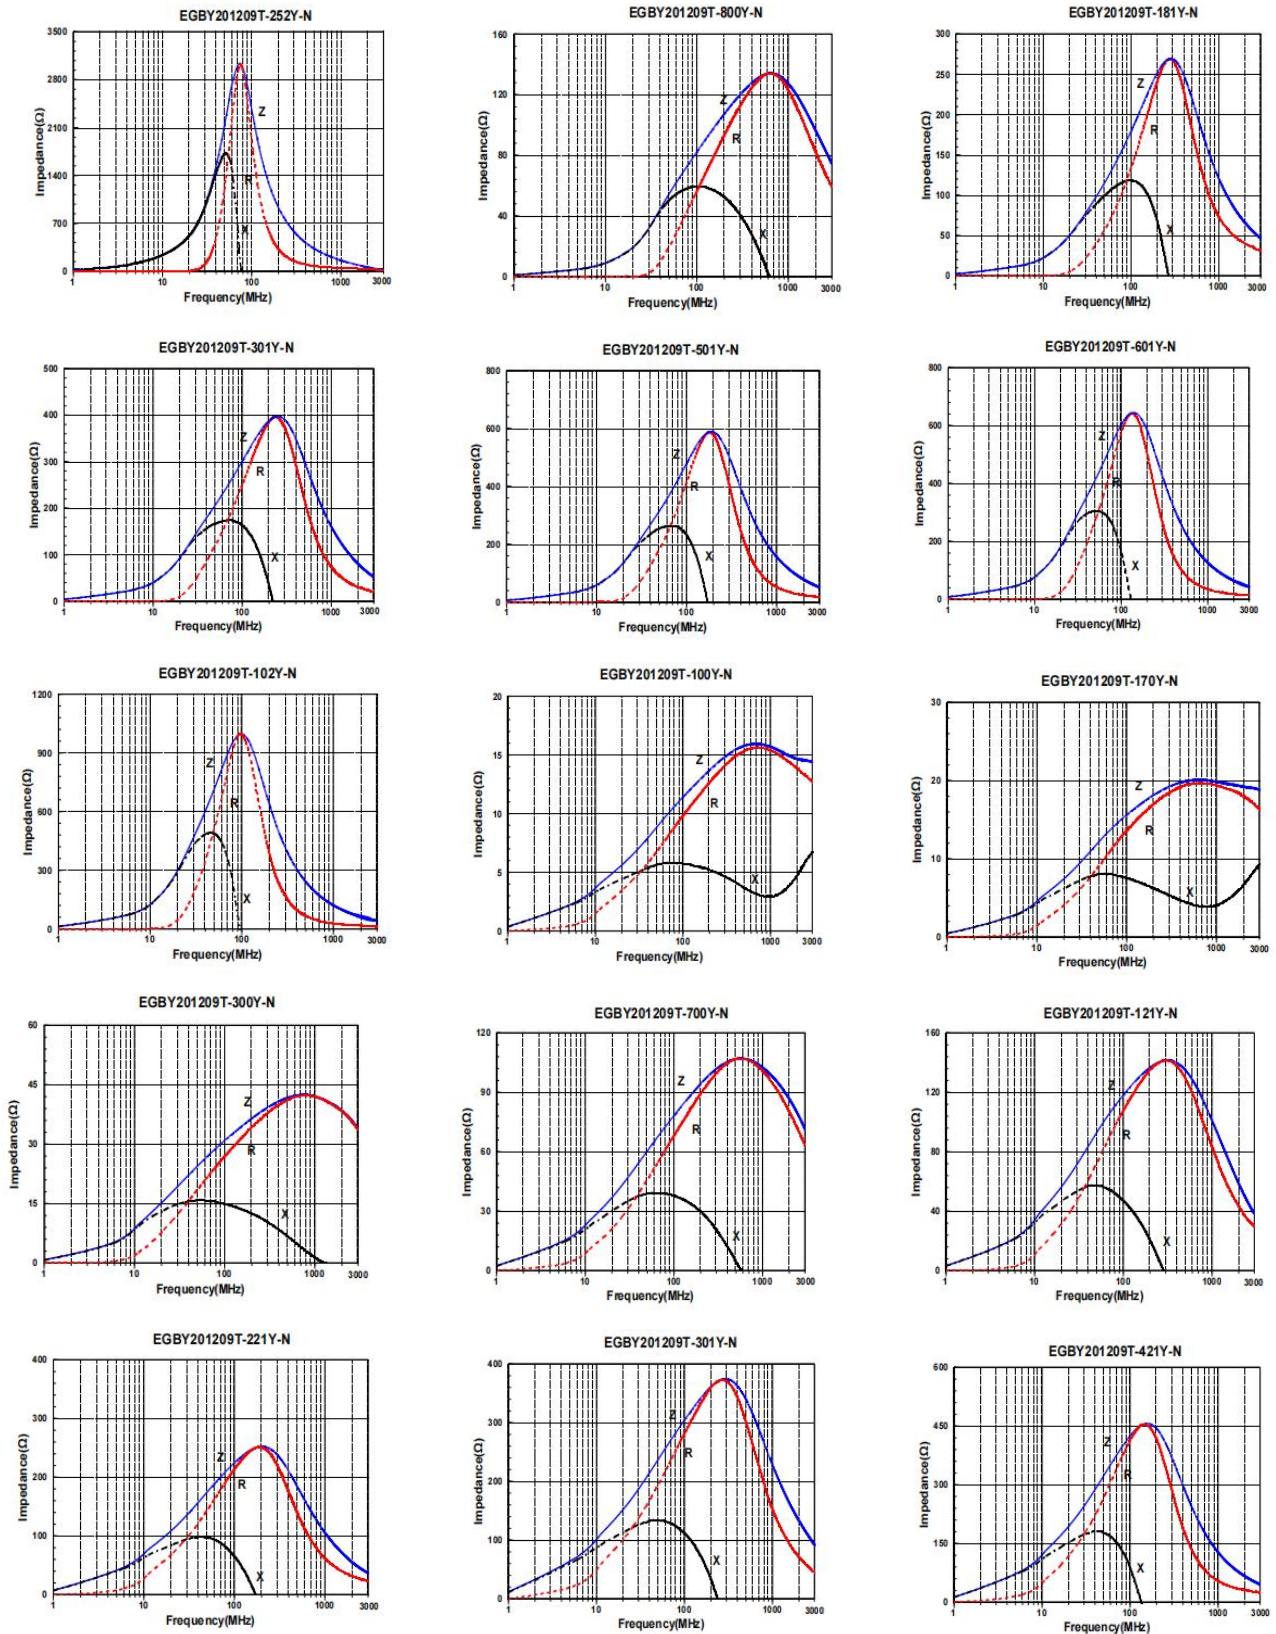 EGBY201209T-252Y-N
3500
2800
2100
1400
700
0
Impedance(Ω)
Z
R
X
1 10 100 1000 3000
Frequency(MHz)
EGBY201209T-800Y-N
160
120
80
40
0
Impedance(Ω)
Z
R
X
1 10 100 1000 3000
Frequency(MHz)
EGBY201209T-181Y-N
300
250
200
150
100
50
0
Impedance(Ω)
Z
R
X
1 10 100 1000 3000
Frequency(MHz)
EGBY201209T-301Y-N
500
400
300
200
100
0
Impedance(Ω)
Z
R
X
1 10 100 1000 3000
Frequency(MHz)
EGBY201209T-501Y-N
800
600
400
200
0
Impedance(Ω)
Z
R
X
1 10 100 1000 3000
Frequency(MHz)
EGBY201209T-601Y-N
800
600
400
200
0
Impedance(Ω)
Z
R
X
1 10 100 1000 3000
Frequency(MHz)
EGBY201209T-102Y-N
1200
900
600
300
0
Impedance(Ω)
Z
R
X
1 10 100 1000 3000
Frequency(MHz)
EGBY201209T-100Y-N
20
15
10
5
0
Impedance(Ω)
Z
R
X
1 10 100 1000 3000
Frequency(MHz)
EGBY201209T-170Y-N
30
20
10
0
Impedance(Ω)
Z
R
X
1 10 100 1000 3000
Frequency(MHz)
EGBY201209T-300Y-N
60
45
30
15
0
Impedance(Ω)
Z
R
X
10 100 1000 3000
Frequency(MHz)
EGBY201209T-700Y-N
120
90
60
30
0
Impedance(Ω)
Z
R
X
1 10 100 1000 3000
Frequency(MHz)
EGBY201209T-121Y-N
160
120
80
40
0
Impedance(Ω)
Z
R
X
1 10 100 1000 3000
Frequency(MHz)
EGBY201209T-221Y-N
400
300
200
100
0
Impedance(Ω)
Z
R
X
1 10 100 1000 3000
Frequency(MHz)
EGBY201209T-301Y-N
400
300
200
100
0
Impedance(Ω)
Z
R
X
1 10 100 1000 3000
Frequency(MHz)
EGBY201209T-421Y-N
600
450
300
150
0
Impedance(Ω)
Z
R
X
1 10 100 1000 3000
Frequency(MHz)